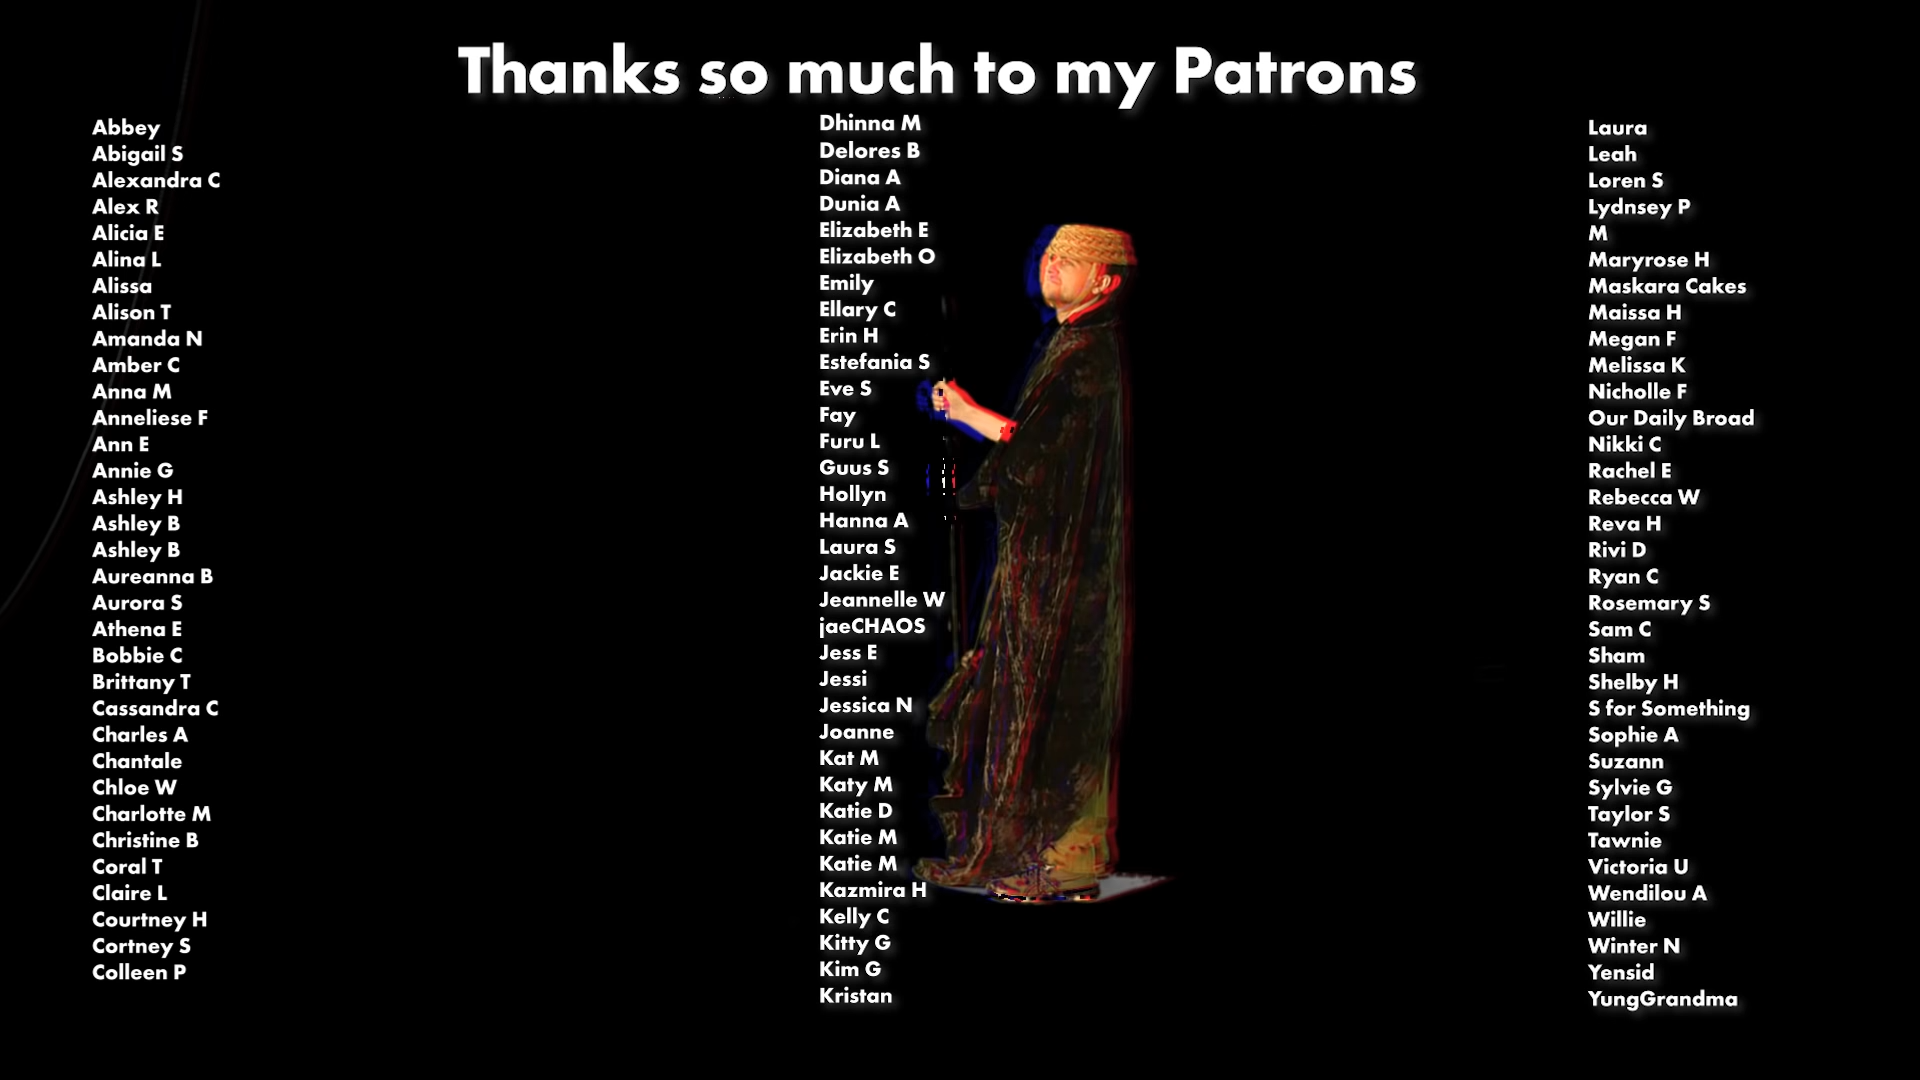 Thanks so much to my Patrons
Abbey
Abigail S
Alexandra C
Alex R
Alicia E
Alina L
Alissa
Alison T
Amanda N
Amber C
Anna M
Anneliese F
Ann E
Annie G
Ashley H
Ashley B
Ashley B
Aureanna B
Aurora S
Athena E
Bobbie C
Brittany T
Cassandra C
Charles A
Chantale
Chloe W
Charlotte M
Christine B
Coral T
Claire L
Courtney H
Cortney S
Colleen P
Dhinna M
Delores B
Diana A
Dunia A
Elizabeth E
Elizabeth O
Emily
Ellary C
Erin H
Estefania S
Eve S
Fay
Furu L
Guus S
Hollyn
Hanna A
Laura S
Jackie E
Jeannelle W
jaeCHAOS
Jess E
Jessi
Jessica N
Joanne
Kat M
Katy M
Katie D
Katie M
Katie M
Kazmira H
Kelly C
Kitty G
Kim G
Kristan
Laura
Leah
Loren S
Lydnsey P
M
Maryrose H
Maskara Cakes
Maissa H
Megan F
Melissa K
Nicholle F
Our Daily Broad
Nikki C
Rachel E
Rebecca W
Reva H
Rivi D
Ryan C
Rosemary S
Sam C
Sham
Shelby H
S for Something
Sophie A
Suzann
Sylvie G
Taylor S
Tawnie
Victoria U
Wendilou A
Willie
Winter N
Yensid
YungGrandma